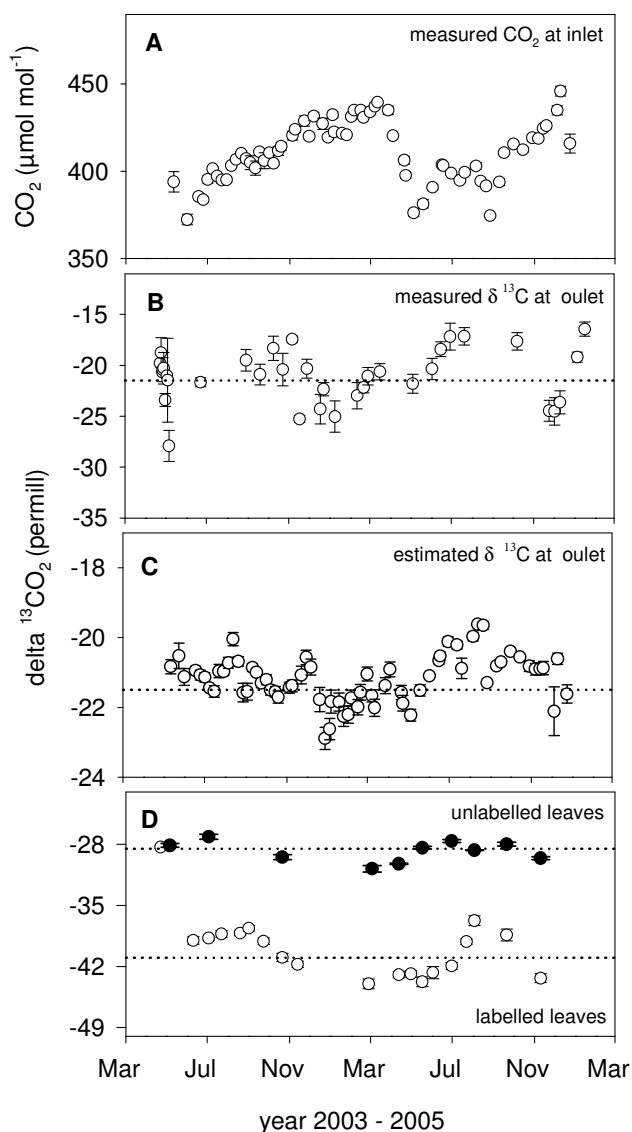 A
measured CO₂ at inlet
CO₂ (µmol mol⁻¹)
450
400
350
B
measured δ ¹³C at oulet
-15
-20
-25
-30
-35
C
estimated δ ¹³C at oulet
delta ¹³CO₂ (permill)
-18
-20
-22
-24
D
unlabelled leaves
-28
-35
-42
-49
labelled leaves
Mar Jul Nov Mar Jul Nov Mar
year 2003 - 2005